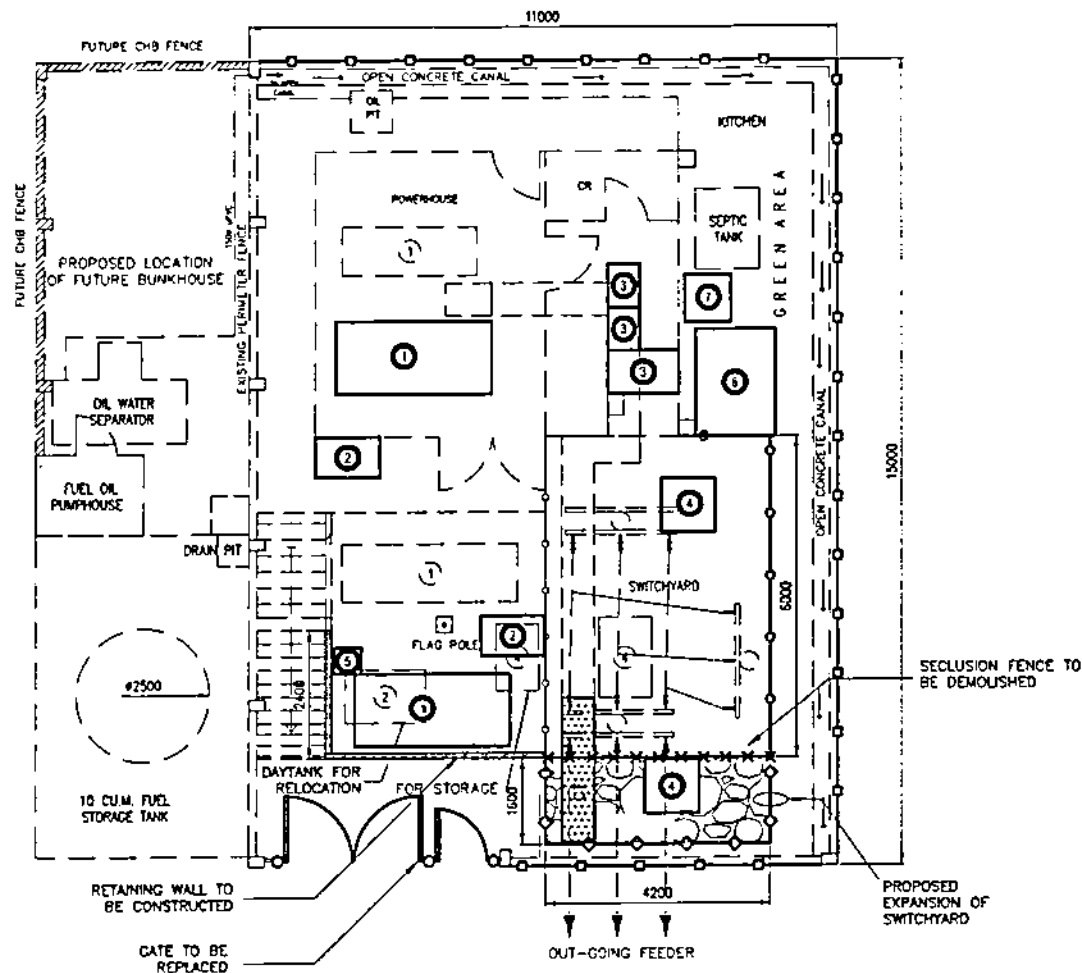 11000
FUTURE CHB FENCE
OPEN CONCRETE CANAL
OIL
PIT
KITCHEN
FUTURE CHB FENCE
POWERHOUSE
CR
SEPTIC
TANK
GREEN AREA
EXISTING PERIMETER FENCE
PROPOSED LOCATION
OF FUTURE BUNKHOUSE
1
3
7
3
1
3
6
OIL WATER
SEPARATOR
2
FUEL OIL
PUMPHOUSE
4
15000
OPEN CONCRETE CANAL
DRAIN PIT
1
SWITCHYARD
6000
2
FLAG POLE
5
2400
2
SECLUSION FENCE TO
BE DEMOLISHED
ø2500
DAYTANK FOR
RELOCATION
FOR STORAGE
1600
4
10 CU.M. FUEL
STORAGE TANK
RETAINING WALL TO
BE CONSTRUCTED
4200
PROPOSED
EXPANSION OF
SWITCHYARD
GATE TO BE
REPLACED
OUT-GOING FEEDER